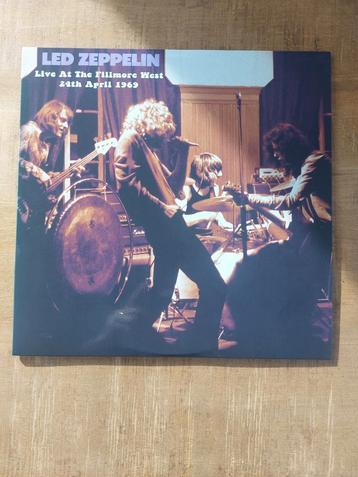 LED ZEPPELIN
Live At The Fillmore West
24th April 1969